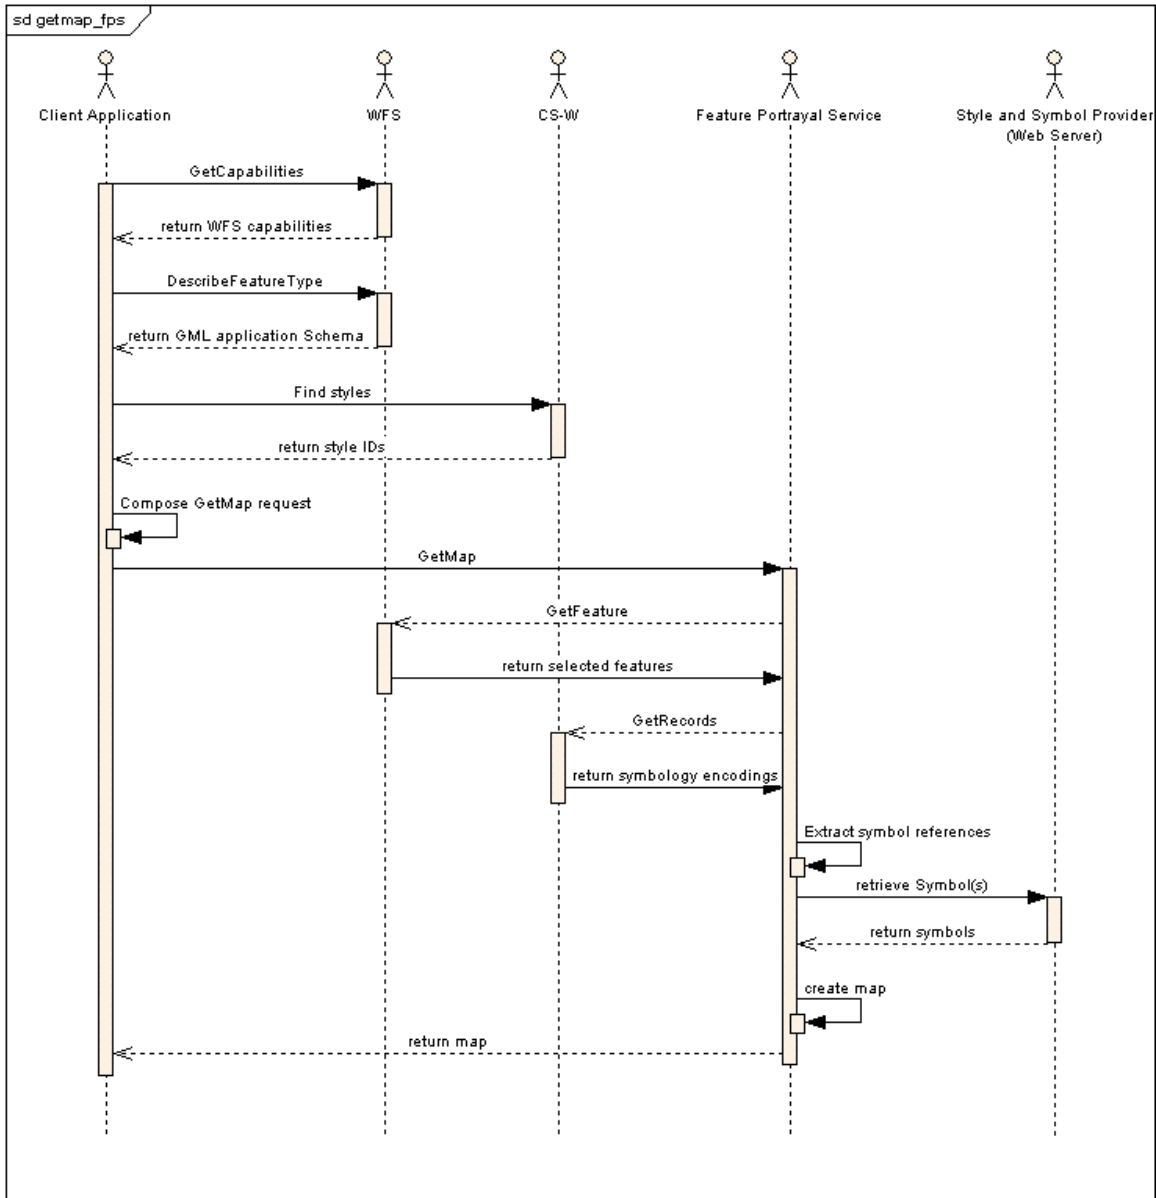 sd getmap_fps
Client Application
WFS
CS-W
Feature Portrayal Service
Style and Symbol Provider
(Web Server)
GetCapabilities
return WFS capabilities
DescribeFeatureType
return GML application Schema
Find styles
return style IDs
Compose GetMap request
GetMap
GetFeature
return selected features
GetRecords
return symbology encodings
Extract symbol references
retrieve Symbol(s)
return symbols
create map
return map